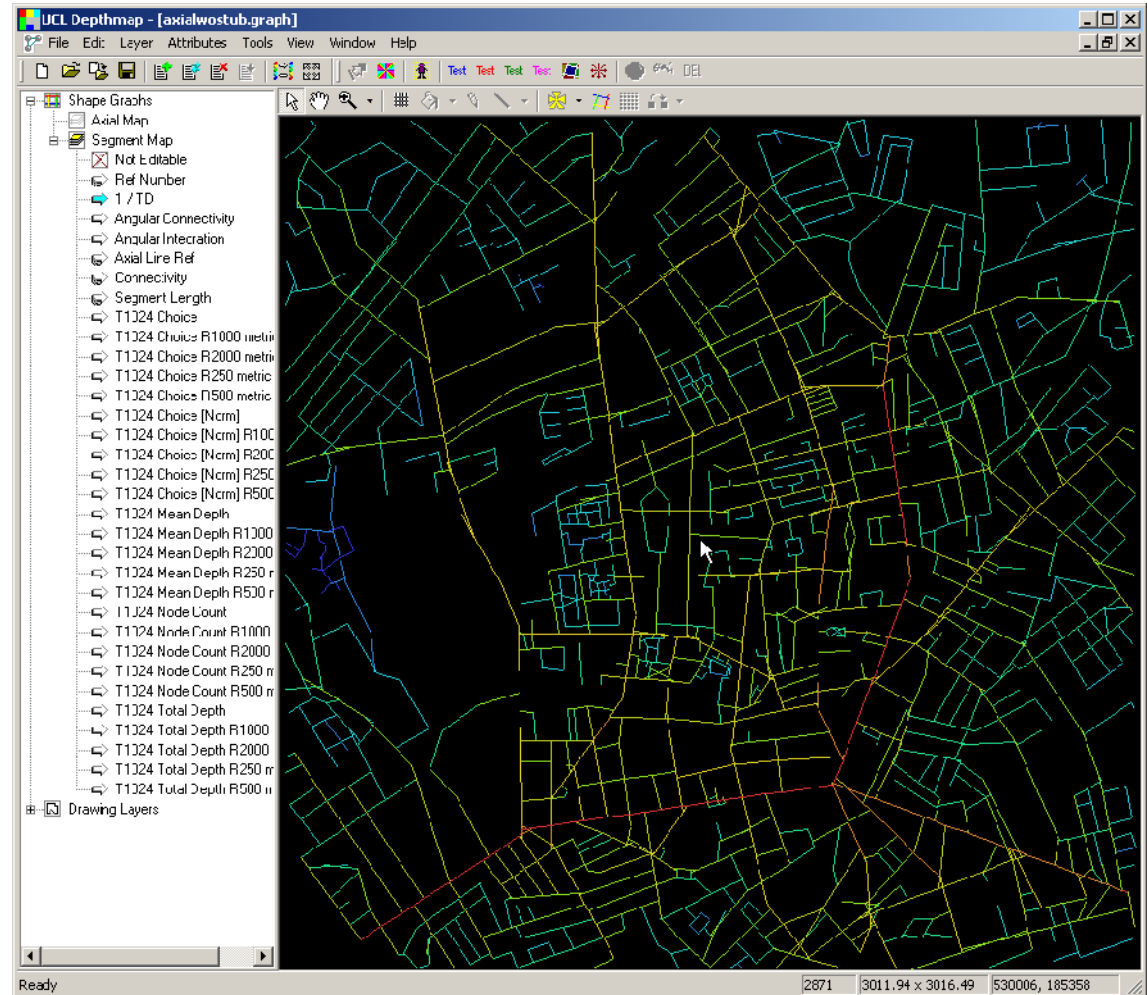 UCL Depthmap - [axialwostub.graph]
File Edit Layer Attributes Tools View Window Help
Test Test Test Test DEL
Shape Graphs
Axial Map
Segment Map
Not Editable
Ref Number
1 / TD
Angular Connectivity
Angular Integration
Axial Line Ref
Connectivity
Segment Length
T1024 Choice
T1024 Choice R1000 metri
T1024 Choice R2000 metri
T1024 Choice R250 metric
T1024 Choice R500 metric
T1024 Choice [Norm]
T1024 Choice [Norm] R100
T1024 Choice [Norm] R200
T1024 Choice [Norm] R250
T1024 Choice [Norm] R500
T1024 Mean Depth
T1024 Mean Depth R1000
T1024 Mean Depth R2000
T1024 Mean Depth R250 r
T1024 Mean Depth R500 r
T1024 Node Count
T1024 Node Count R1000
T1024 Node Count R2000
T1024 Node Count R250 m
T1024 Node Count R500 m
T1024 Total Depth
T1024 Total Depth R1000
T1024 Total Depth R2000
T1024 Total Depth R250 m
T1024 Total Depth R500 m
Drawing Layers
Ready
2871
3011.94 x 3016.49
530006, 185358